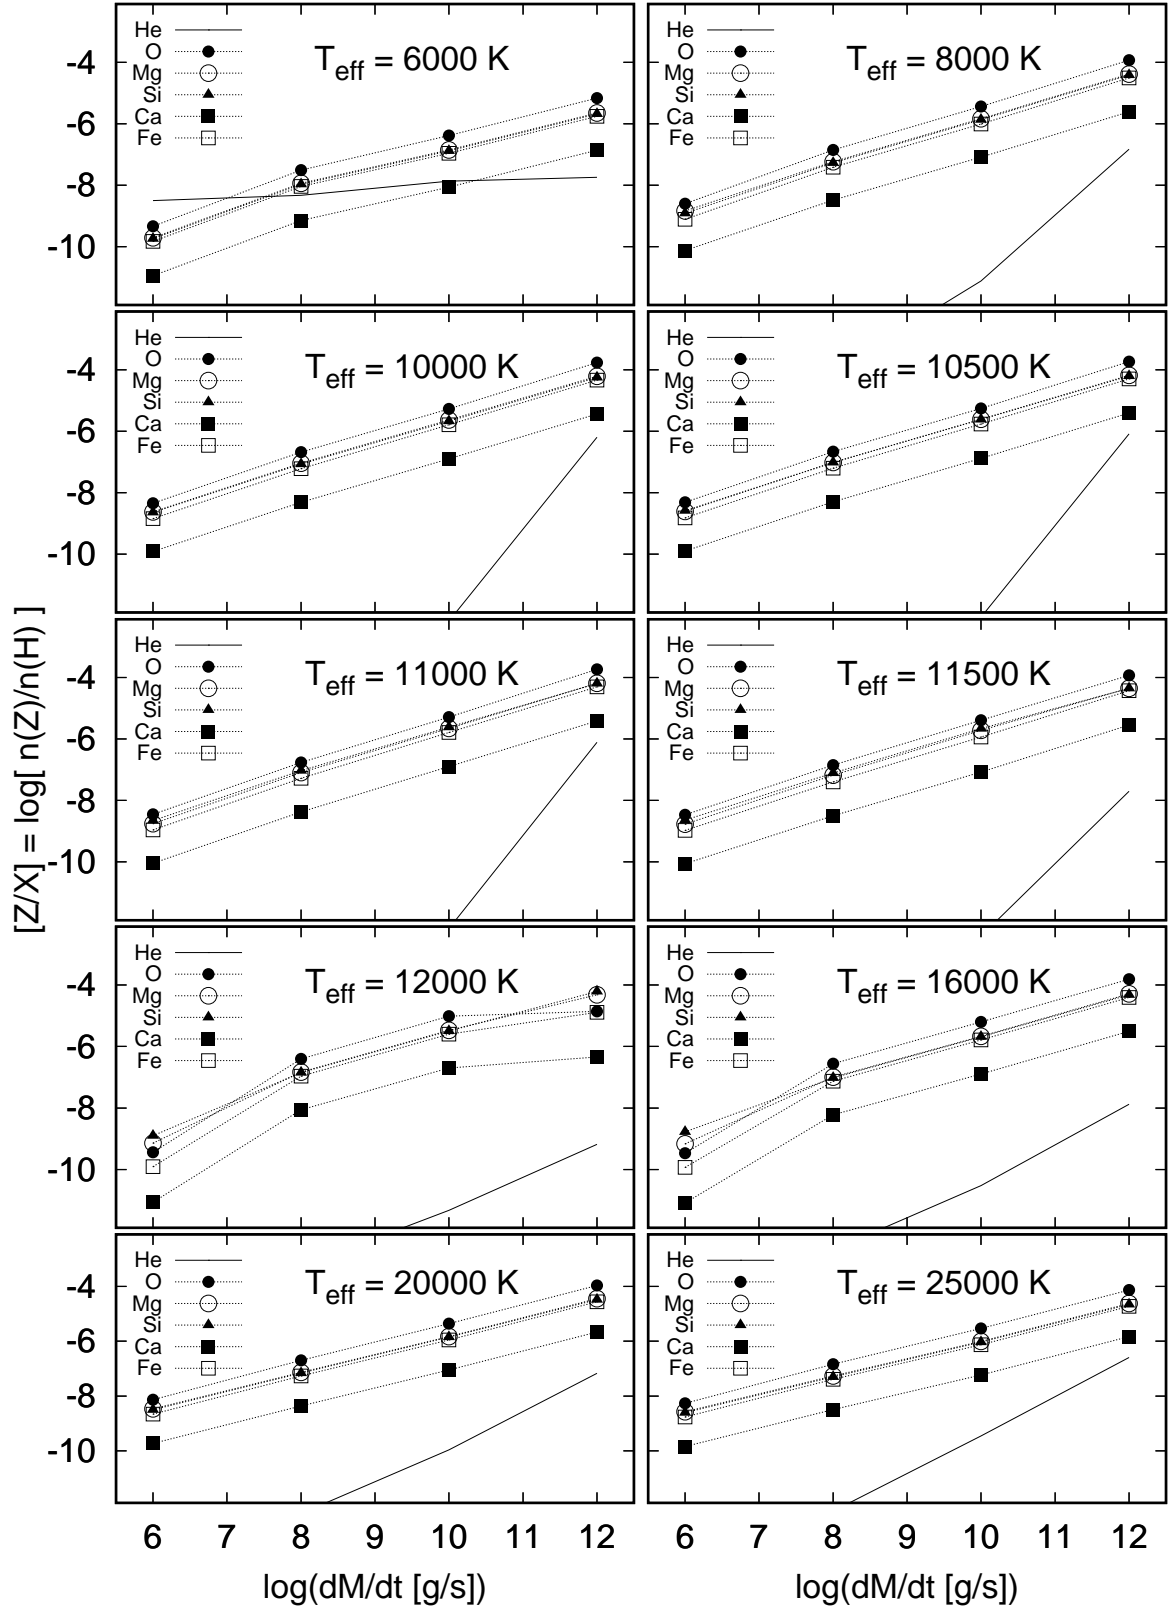 He
O
Mg
Si
Ca
Fe
T_eff = 6000 K
-4
-6
-8
-10
He
O
Mg
Si
Ca
Fe
T_eff = 8000 K
He
O
Mg
Si
Ca
Fe
T_eff = 10000 K
-4
-6
-8
-10
He
O
Mg
Si
Ca
Fe
T_eff = 10500 K
He
O
Mg
Si
Ca
Fe
T_eff = 11000 K
-4
-6
-8
-10
He
O
Mg
Si
Ca
Fe
T_eff = 11500 K
[Z/X] = log[ n(Z)/n(H) ]
He
O
Mg
Si
Ca
Fe
T_eff = 12000 K
-4
-6
-8
-10
He
O
Mg
Si
Ca
Fe
T_eff = 16000 K
He
O
Mg
Si
Ca
Fe
T_eff = 20000 K
-4
-6
-8
-10
He
O
Mg
Si
Ca
Fe
T_eff = 25000 K
6 7 8 9 10 11 12
6 7 8 9 10 11 12
log(dM/dt [g/s])
log(dM/dt [g/s])